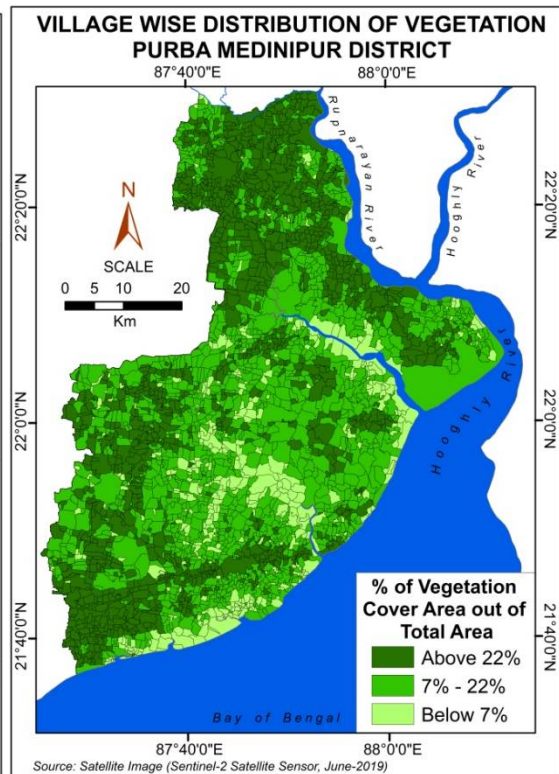 VILLAGE WISE DISTRIBUTION OF VEGETATION
PURBA MEDINIPUR DISTRICT
87°40'0"E
88°0'0"E
Rupnarayan River
Hooghly River
22°20'0"N
22°20'0"N
N
SCALE
0 5 10 20
Km
22°0'0"N
22°0'0"N
Hooghly River
% of Vegetation
Cover Area out of
Total Area
Above 22%
7% - 22%
Below 7%
21°40'0"N
21°40'0"N
Bay of Bengal
87°40'0"E
88°0'0"E
Source: Satellite Image (Sentinel-2 Satellite Sensor, June-2019)